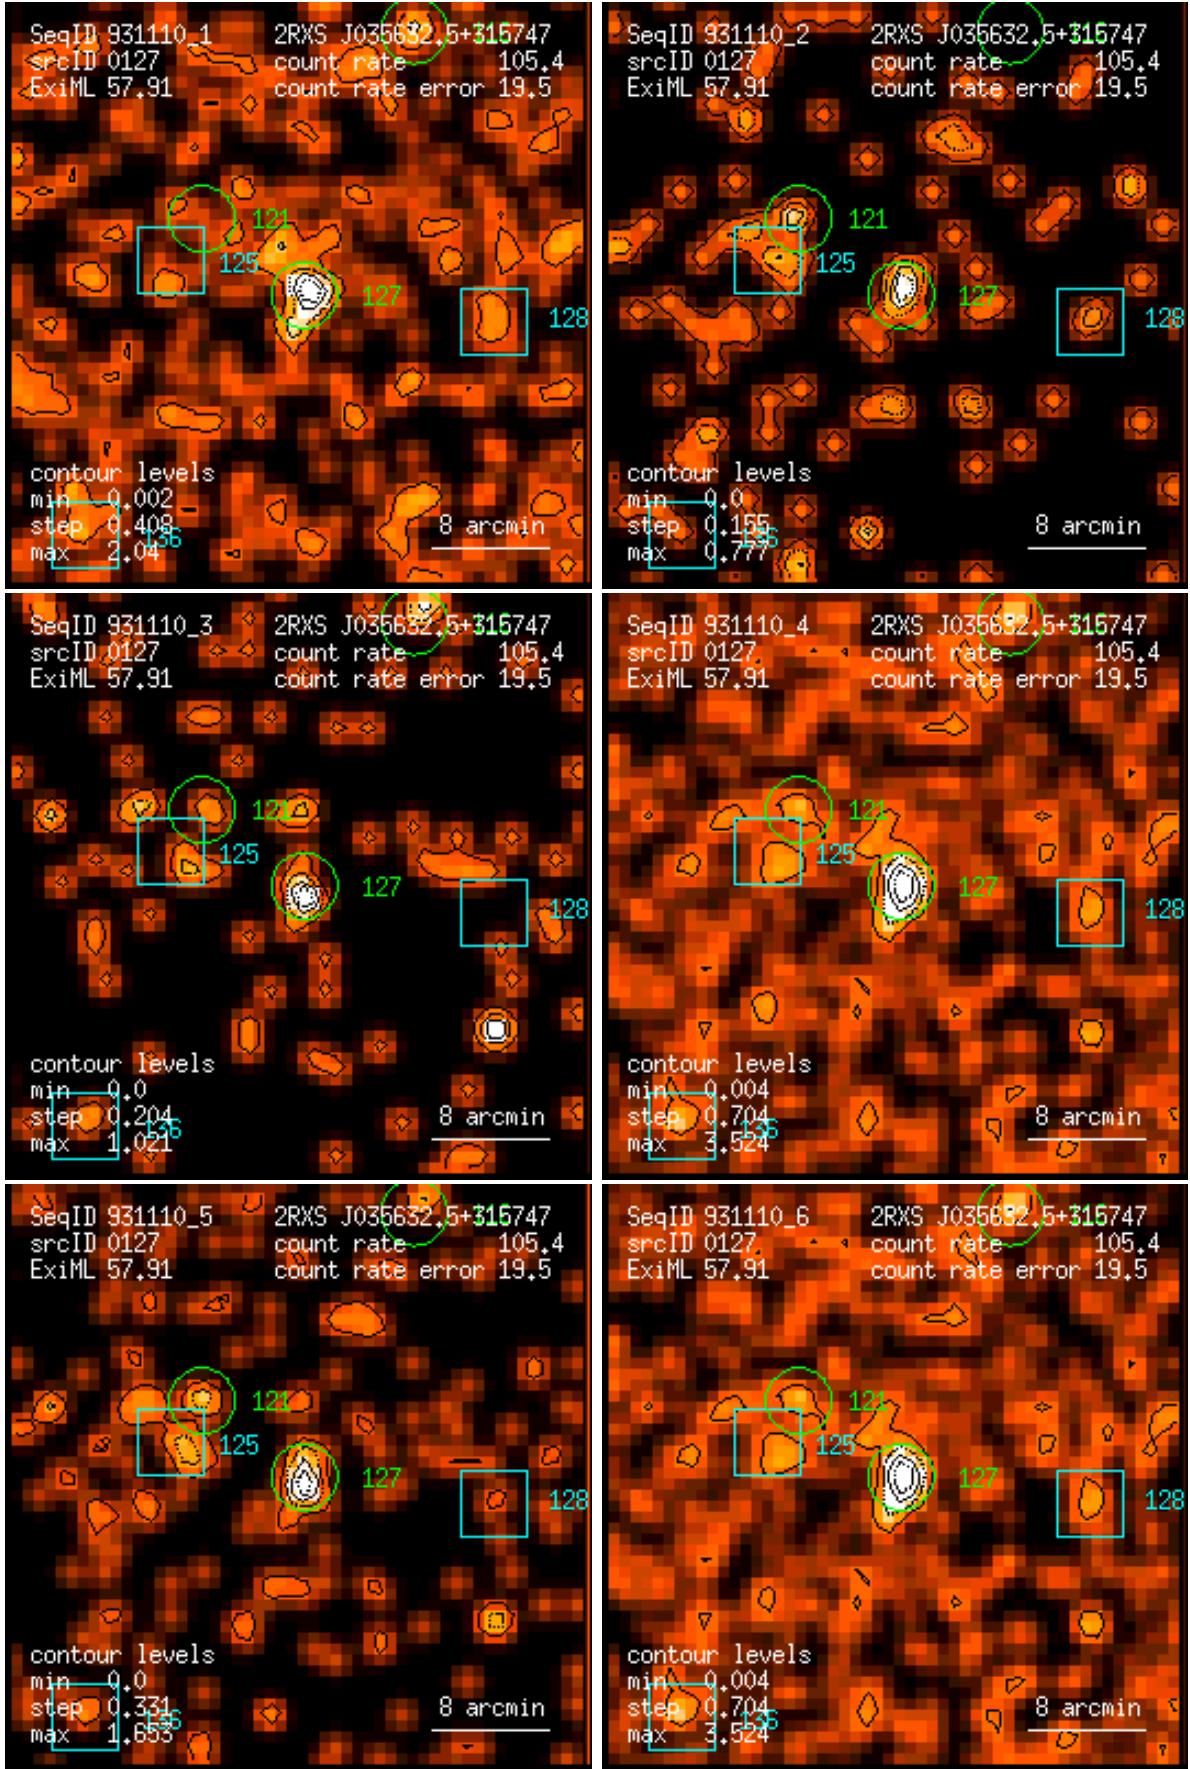 SeqID 931110_1 2RXS J035632.5+315747
srcID 0127 count rate 105.4
ExiML 57.91 count rate error 19.5
121
125
127
128
contour levels
min 0.002
step 0.408
max 2.04
136
8 arcmin
SeqID 931110_2 2RXS J035632.5+315747
srcID 0127 count rate 105.4
ExiML 57.91 count rate error 19.5
121
125
127
128
contour levels
min 0.0
step 0.155
max 0.777
136
8 arcmin
SeqID 931110_3 2RXS J035632.5+315747
srcID 0127 count rate 105.4
ExiML 57.91 count rate error 19.5
121
125
127
128
contour levels
min 0.0
step 0.204
max 1.021
136
8 arcmin
SeqID 931110_4 2RXS J035632.5+315747
srcID 0127 count rate 105.4
ExiML 57.91 count rate error 19.5
121
125
127
128
contour levels
min 0.004
step 0.704
max 3.524
136
8 arcmin
SeqID 931110_5 2RXS J035632.5+315747
srcID 0127 count rate 105.4
ExiML 57.91 count rate error 19.5
121
125
127
128
contour levels
min 0.0
step 0.331
max 1.653
136
8 arcmin
SeqID 931110_6 2RXS J035632.5+315747
srcID 0127 count rate 105.4
ExiML 57.91 count rate error 19.5
121
125
127
128
contour levels
min 0.004
step 0.704
max 3.524
136
8 arcmin